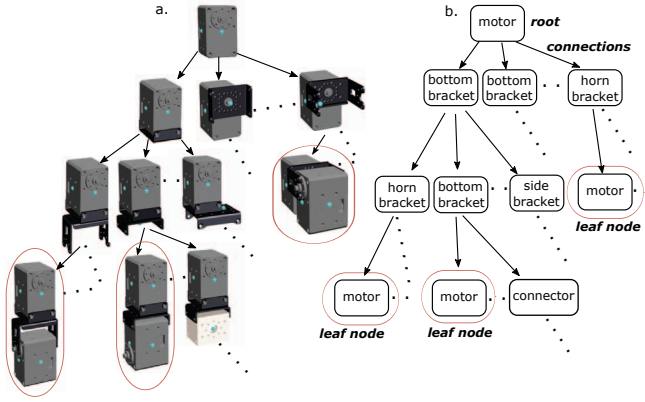 a.
b.
motor
root
connections
bottom
bracket
bottom
bracket
horn
bracket
horn
bracket
bottom
bracket
side
bracket
motor
leaf node
motor
motor
connector
leaf node
leaf node